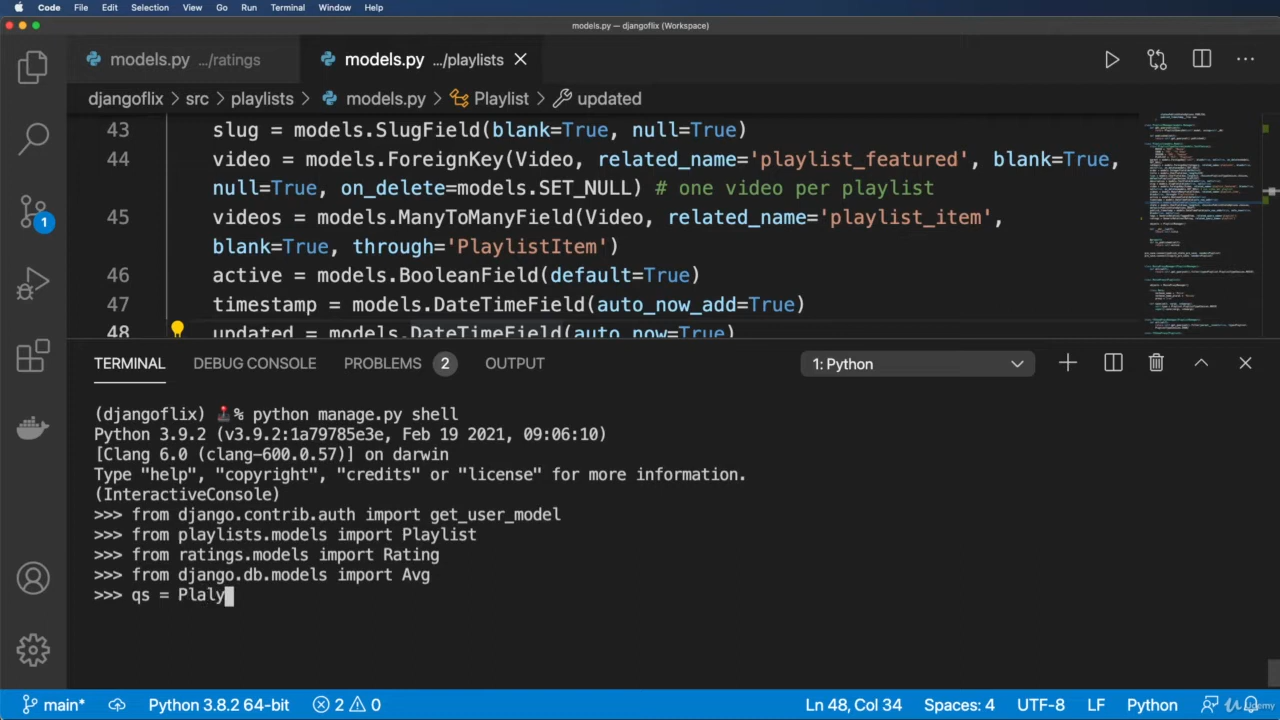 Code File Edit Selection View Go Run Terminal Window Help
models.py — djangoflix (Workspace)
models.py .../ratings models.py .../playlists
djangoflix > src > playlists > models.py > Playlist > updated
43 slug = models.SlugField(blank=True, null=True)
44 video = models.ForeignKey(Video, related_name='playlist_featured', blank=True,
null=True, on_delete=models.SET_NULL) # one video per playlist
45 videos = models.ManyToManyField(Video, related_name='playlist_item',
blank=True, through='PlaylistItem')
46 active = models.BooleanField(default=True)
47 timestamp = models.DateTimeField(auto_now_add=True)
48 updated = models.DateTimeField(auto_now=True)
1
TERMINAL DEBUG CONSOLE PROBLEMS 2 OUTPUT 1: Python
(djangoflix) % python manage.py shell
Python 3.9.2 (v3.9.2:1a79785e3e, Feb 19 2021, 09:06:10)
[Clang 6.0 (clang-600.0.57)] on darwin
Type "help", "copyright", "credits" or "license" for more information.
(InteractiveConsole)
>>> from django.contrib.auth import get_user_model
>>> from playlists.models import Playlist
>>> from ratings.models import Rating
>>> from django.db.models import Avg
>>> qs = Plaly
main* Python 3.8.2 64-bit 2 0 Ln 48, Col 34 Spaces: 4 UTF-8 LF Python Udemy